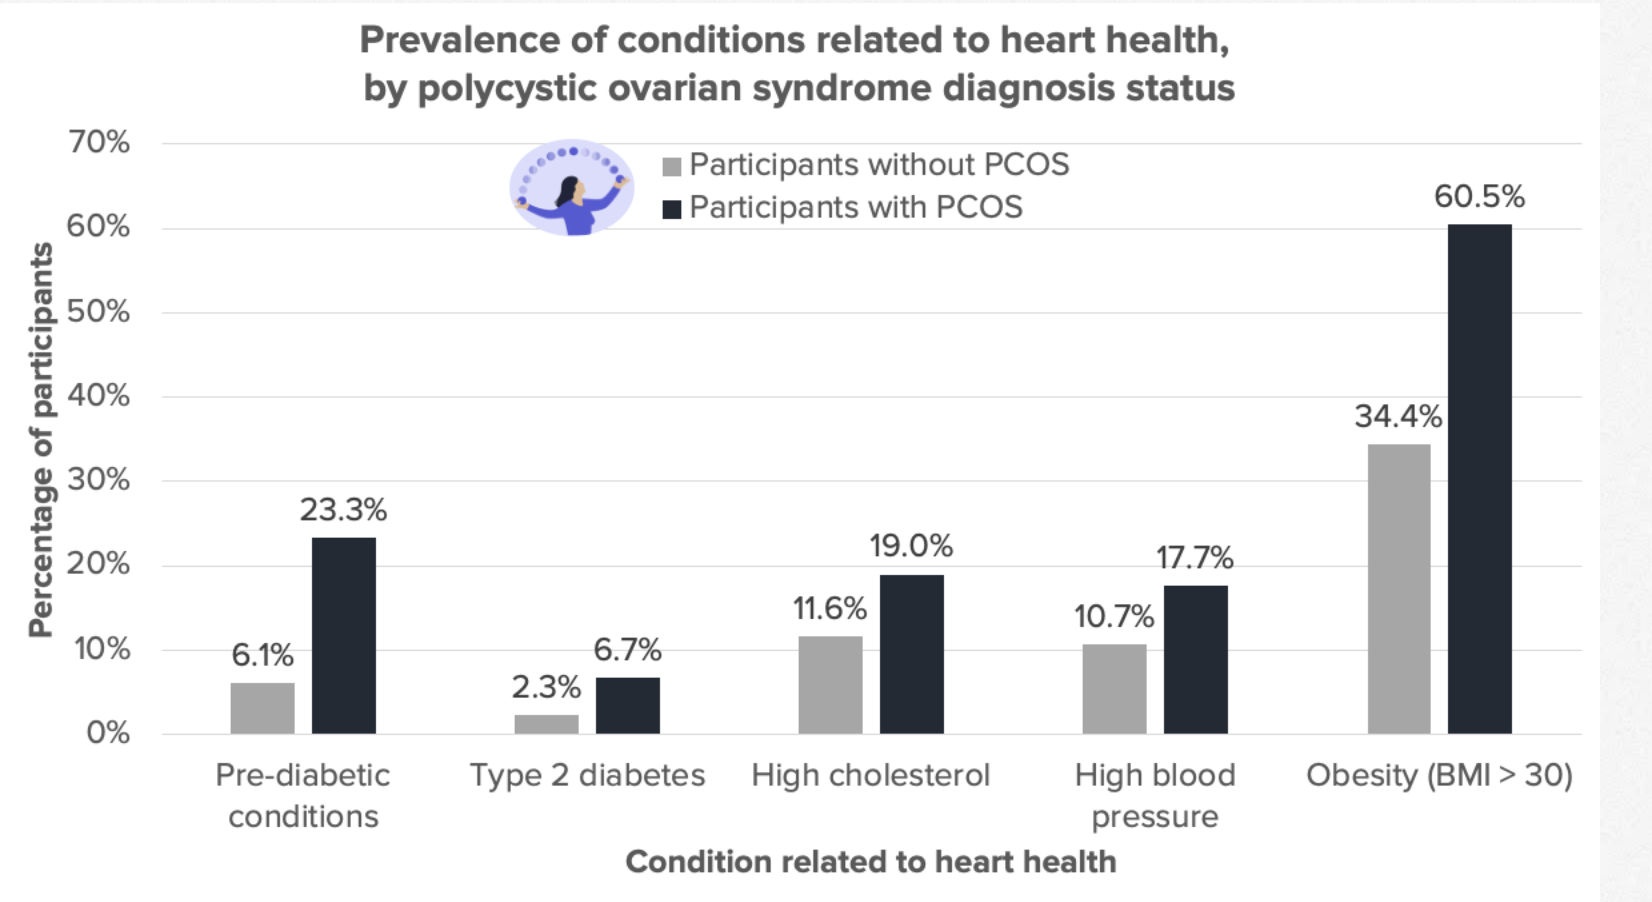 Prevalence of conditions related to heart health,
by polycystic ovarian syndrome diagnosis status
Participants without PCOS
Participants with PCOS
Percentage of participants
70%
60%
50%
40%
30%
20%
10%
0%
6.1%
23.3%
2.3%
6.7%
11.6%
19.0%
10.7%
17.7%
34.4%
60.5%
Pre-diabetic
conditions
Type 2 diabetes
High cholesterol
High blood
pressure
Obesity (BMI > 30)
Condition related to heart health